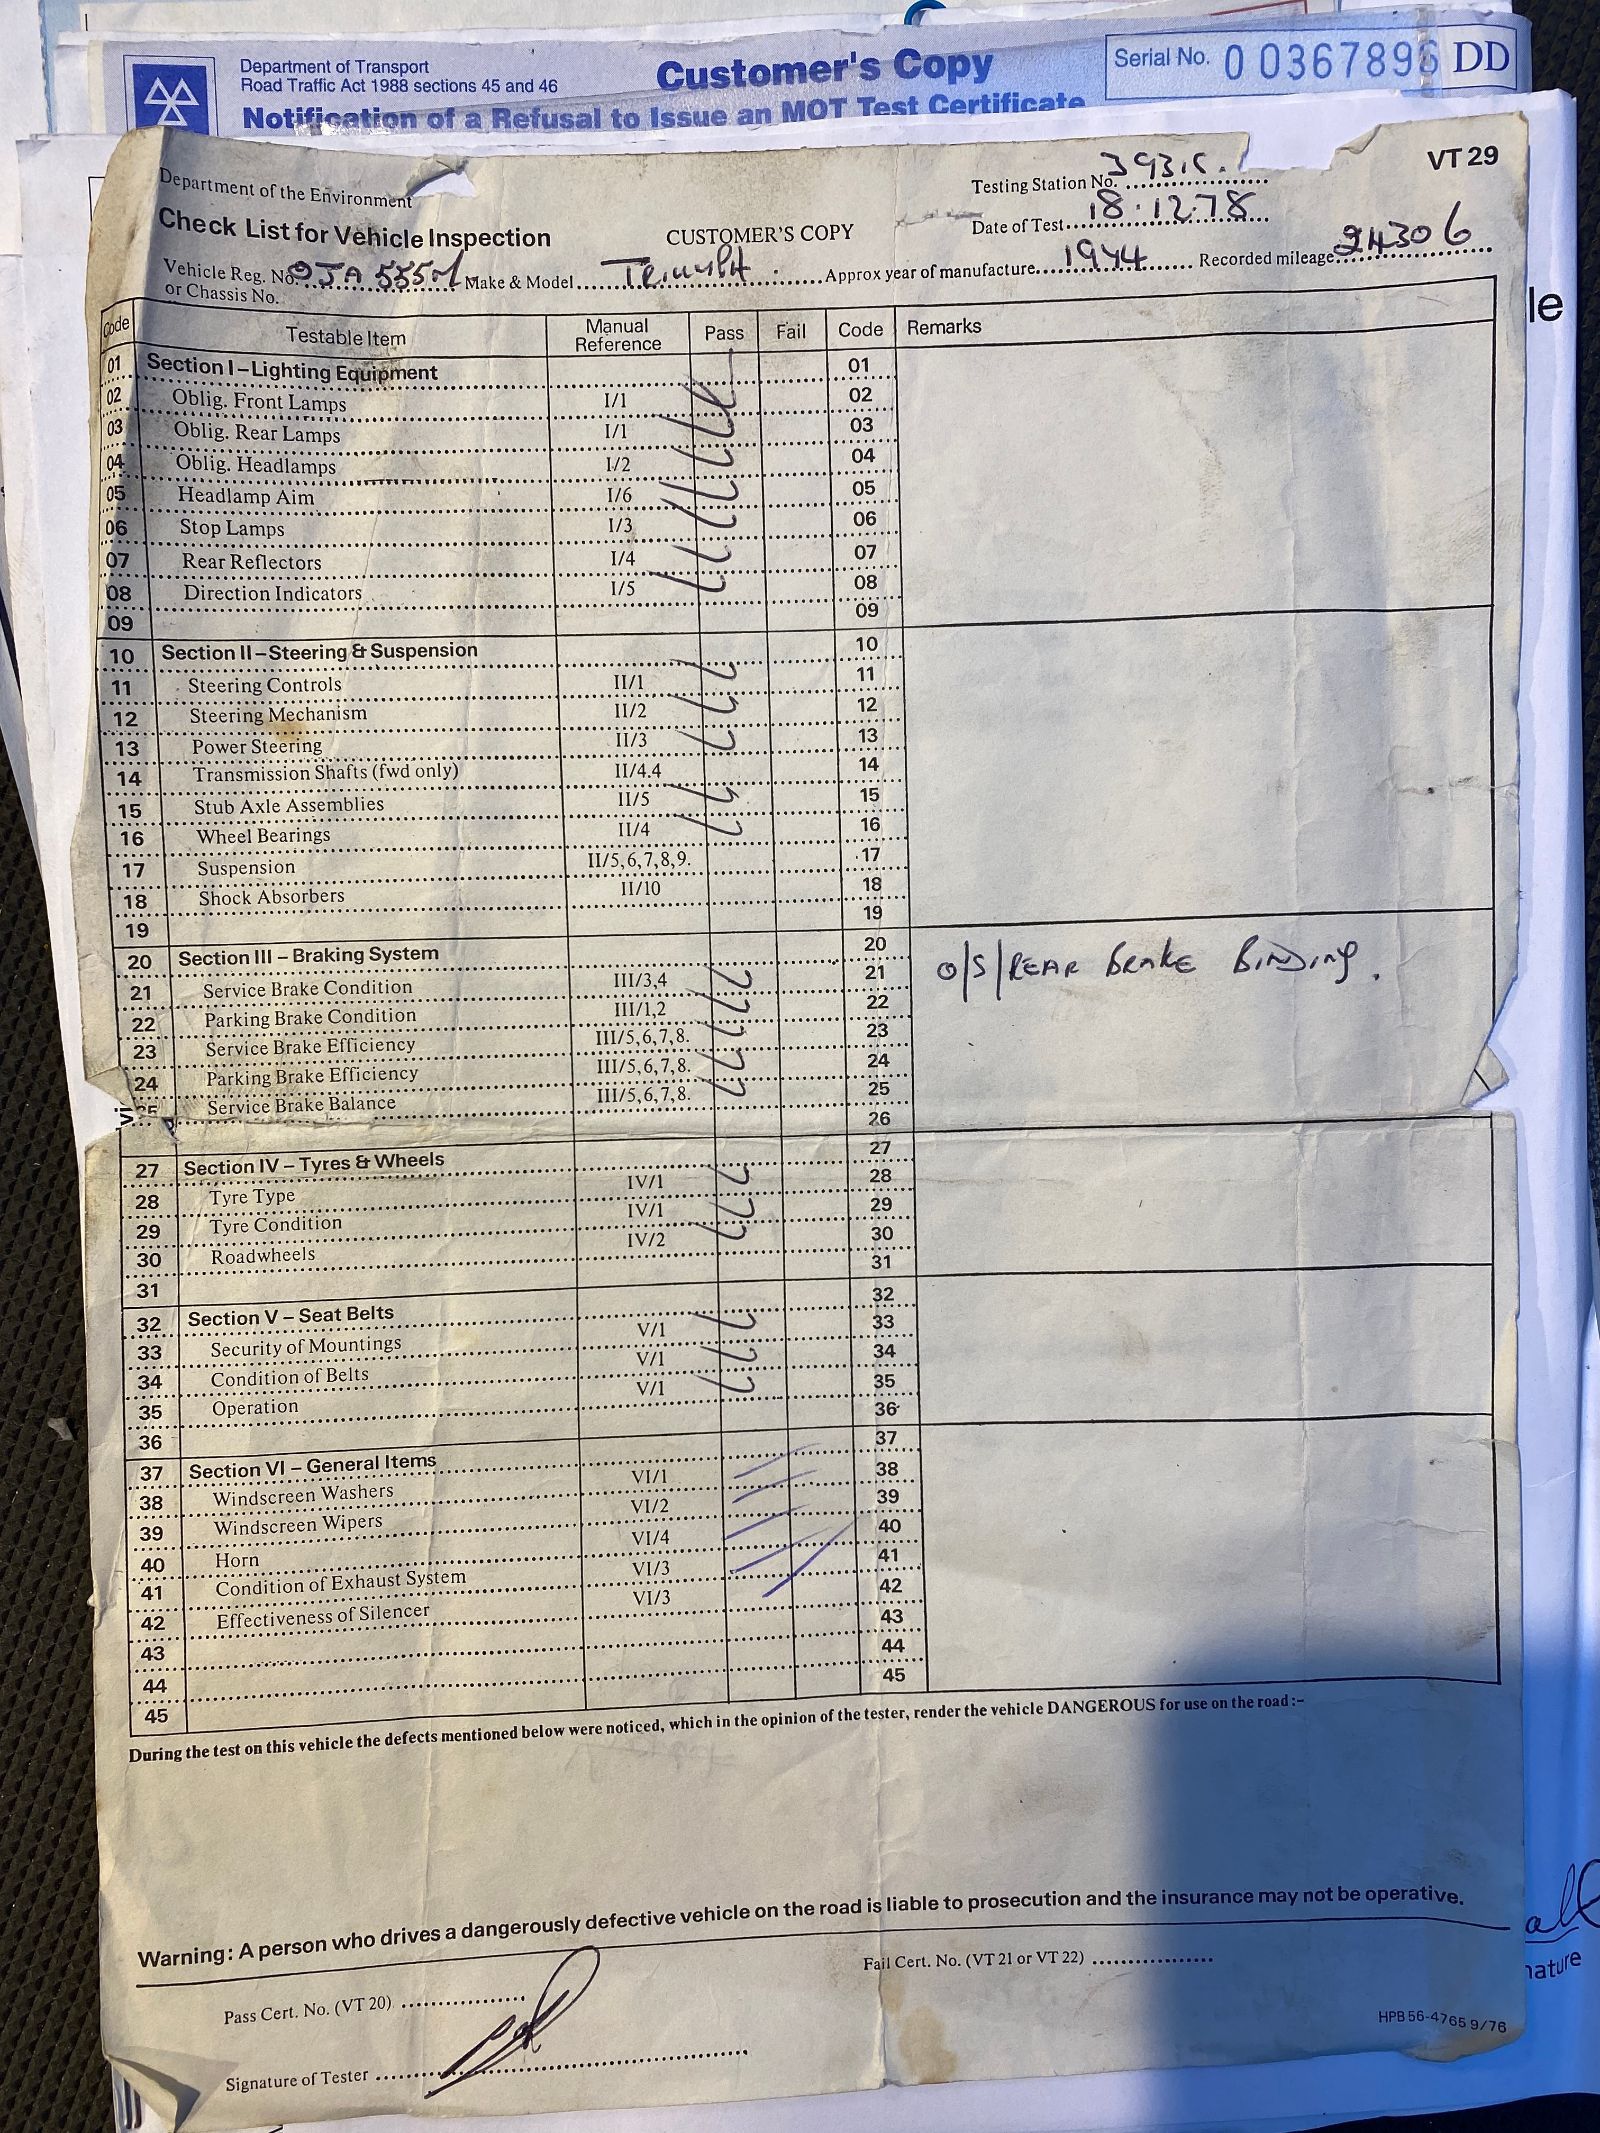 Department of Transport
Road Traffic Act 1988 sections 45 and 46
Customer's Copy
Serial No. 0 0367896 DD
Notification of a Refusal to Issue an MOT Test Certificate
VT 29
Department of the Environment
Testing Station No.
Check List for Vehicle Inspection
CUSTOMER'S COPY
Date of Test 18.12.78
Vehicle Reg. No. Make & Model Triumph Approx year of manufacture Recorded mileage 24306
or Chassis No.
le
Code Testable Item Manual Reference Pass Fail Code Remarks
01 Section I–Lighting Equipment 01
02 Oblig. Front Lamps I/1 02
03 Oblig. Rear Lamps I/1 03
04 Oblig. Headlamps I/2 04
05 Headlamp Aim I/6 05
06 Stop Lamps I/3 06
07 Rear Reflectors I/4 07
08 Direction Indicators I/5 08
09 09
10 Section II–Steering & Suspension 10
11 Steering Controls II/1 11
12 Steering Mechanism II/2 12
13 Power Steering II/3 13
14 Transmission Shafts (fwd only) II/4.4 14
15 Stub Axle Assemblies II/5 15
16 Wheel Bearings II/4 16
17 Suspension II/5,6,7,8,9. 17
18 Shock Absorbers II/10 18
19 19
20 Section III – Braking System 20
21 Service Brake Condition III/3,4 21 O/S/REAR BRAKE BINDING.
22 Parking Brake Condition III/1,2 22
23 Service Brake Efficiency III/5,6,7,8. 23
24 Parking Brake Efficiency III/5,6,7,8. 24
25 Service Brake Balance III/5,6,7,8. 25
26
27 Section IV – Tyres & Wheels 27
28 Tyre Type IV/1 28
29 Tyre Condition IV/1 29
30 Roadwheels IV/2 30
31 31
32 Section V – Seat Belts 32
33 Security of Mountings V/1 33
34 Condition of Belts V/1 34
35 Operation V/1 35
36 36
37 Section VI – General Items 37
38 Windscreen Washers VI/1 38
39 Windscreen Wipers VI/2 39
40 Horn VI/4 40
41 Condition of Exhaust System VI/3 41
42 Effectiveness of Silencer VI/3 42
43 43
44 44
45 45
During the test on this vehicle the defects mentioned below were noticed, which in the opinion of the tester, render the vehicle DANGEROUS for use on the road :–
Warning: A person who drives a dangerously defective vehicle on the road is liable to prosecution and the insurance may not be operative.
Pass Cert. No. (VT 20)
Fail Cert. No. (VT 21 or VT 22)
nature
HPB 56-4765 9/76
Signature of Tester